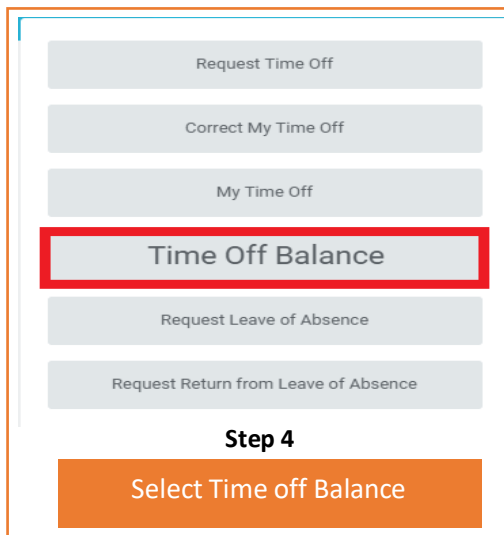 Request Time Off
Correct My Time Off
My Time Off
Time Off Balance
Request Leave of Absence
Request Return from Leave of Absence
Step 4
Select Time off Balance